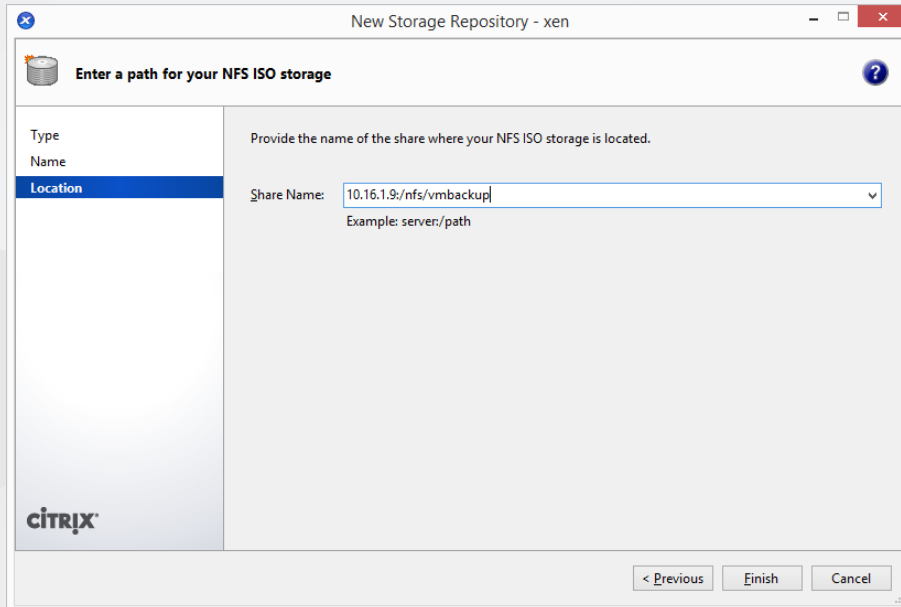 New Storage Repository - xen
Enter a path for your NFS ISO storage
?
Type
Name
Location
Provide the name of the share where your NFS ISO storage is located.
Share Name: 10.16.1.9:/nfs/vmbackup
Example: server:/path
CİTRIX
< Previous Finish Cancel